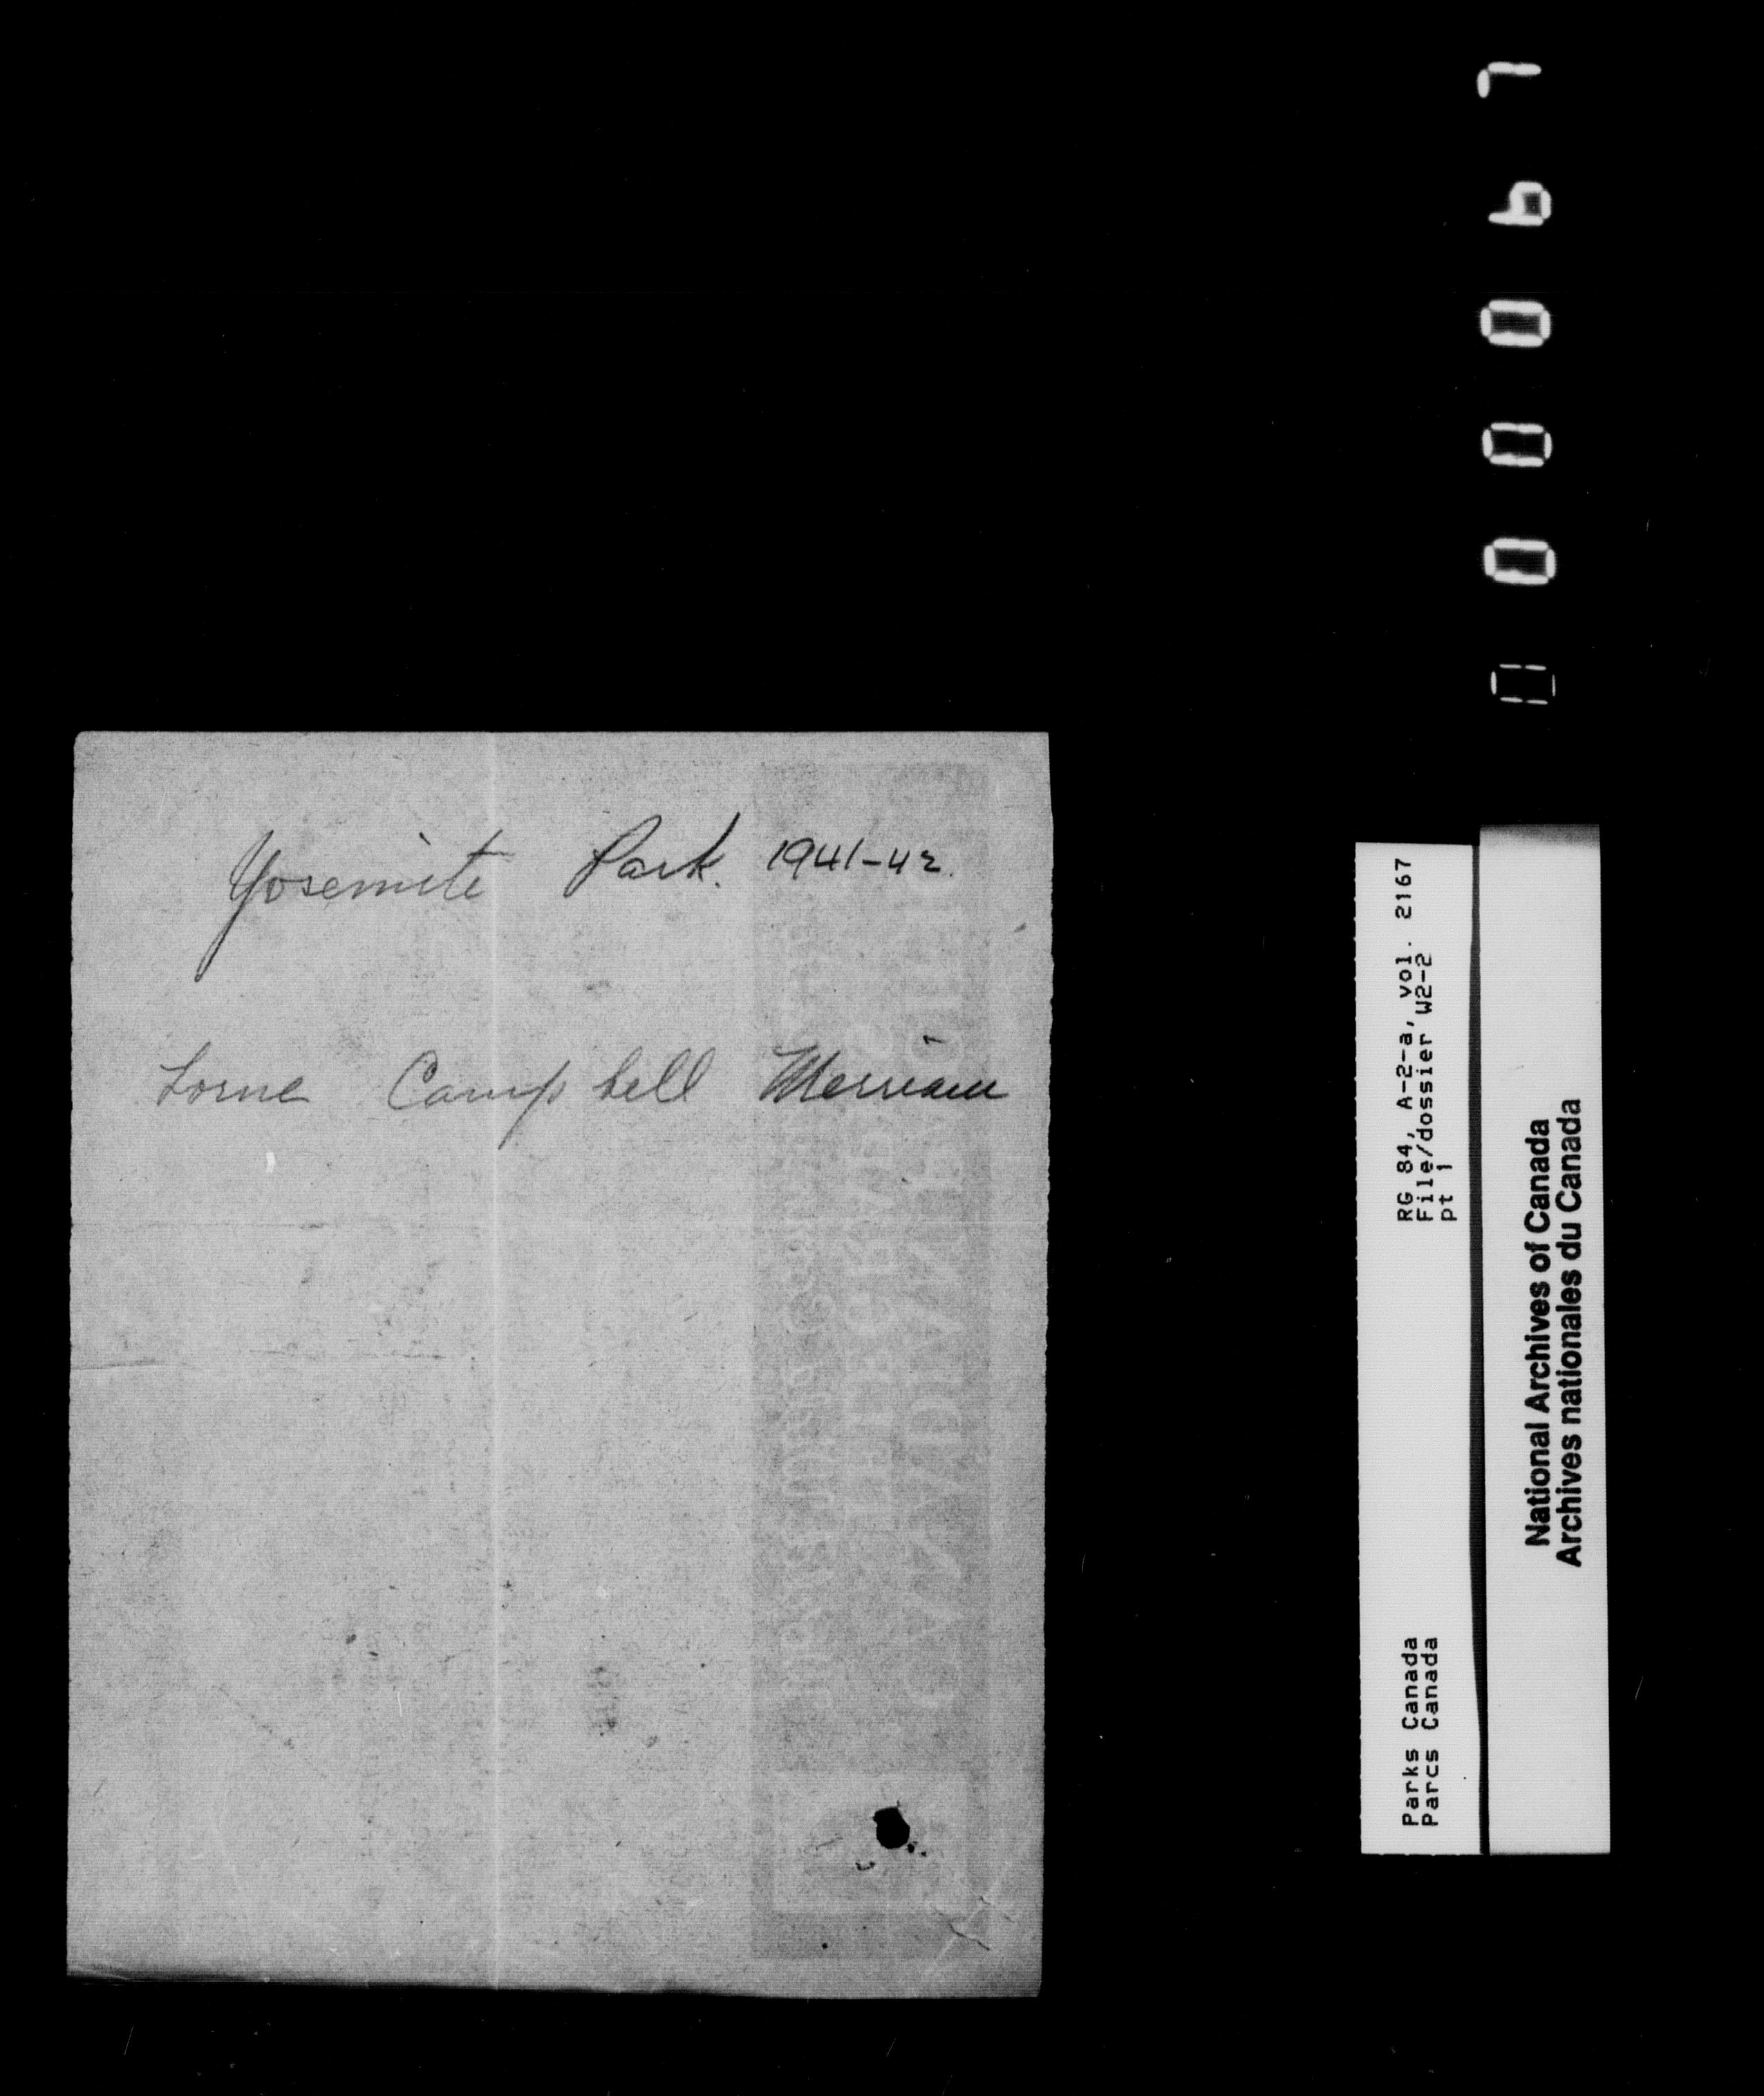 Yosemite Park. 1941-42.
Lorne Campbell Merriam
000067
RG 84, A-2-a, vol. 2167
File/dossier W2-2
pt 1
Parks Canada
Parcs Canada
National Archives of Canada
Archives nationales du Canada